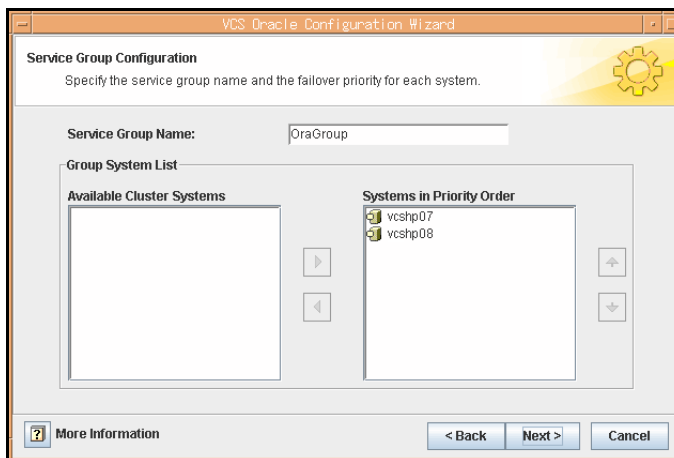 VCS Oracle Configuration Wizard
Service Group Configuration
Specify the service group name and the failover priority for each system.
Service Group Name:
OraGroup
Group System List
Available Cluster Systems
Systems in Priority Order
vcshp07
vcshp08
? More Information
< Back
Next >
Cancel